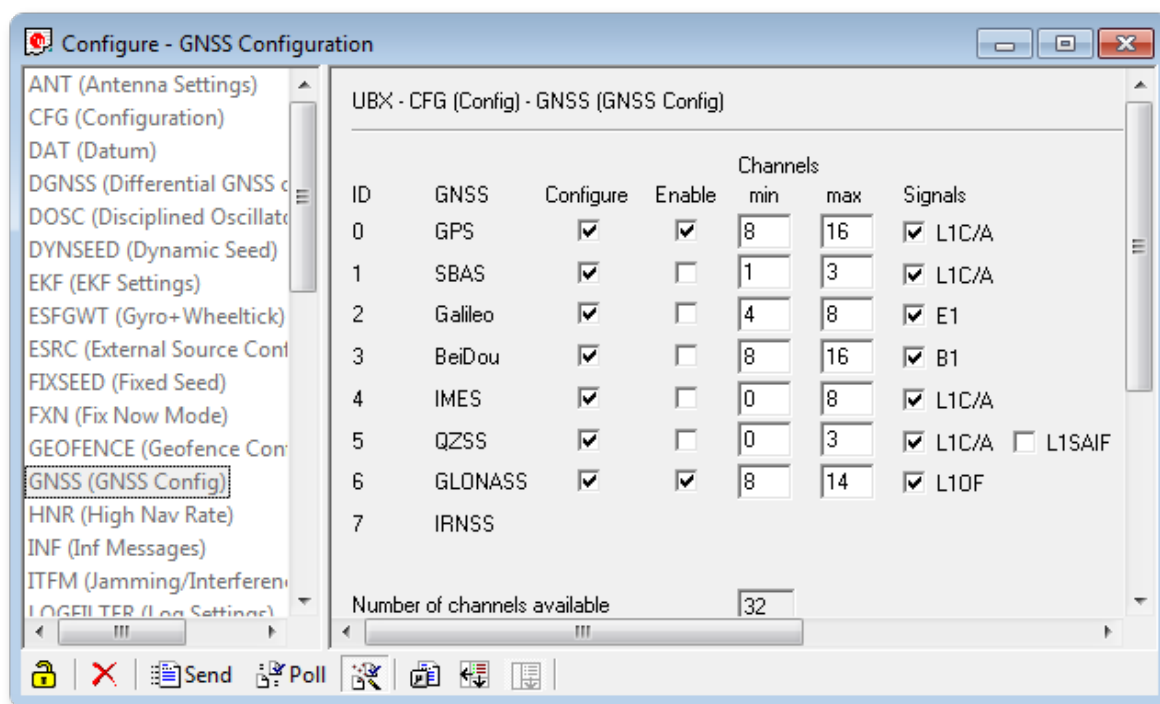 Configure - GNSS Configuration
ANT (Antenna Settings)
CFG (Configuration)
DAT (Datum)
DGNSS (Differential GNSS c
DOSC (Disciplined Oscillato
DYNSEED (Dynamic Seed)
EKF (EKF Settings)
ESFGWT (Gyro+Wheeltick)
ESRC (External Source Conf
FIXSEED (Fixed Seed)
FXN (Fix Now Mode)
GEOFENCE (Geofence Con
GNSS (GNSS Config)
HNR (High Nav Rate)
INF (Inf Messages)
ITFM (Jamming/Interferen
LOGFILTER (Log Settings)
UBX - CFG (Config) - GNSS (GNSS Config)
Channels
ID GNSS Configure Enable min max Signals
0 GPS 8 16 L1C/A
1 SBAS 1 3 L1C/A
2 Galileo 4 8 E1
3 BeiDou 8 16 B1
4 IMES 0 8 L1C/A
5 QZSS 0 3 L1C/A L1SAIF
6 GLONASS 8 14 L1OF
7 IRNSS
Number of channels available 32
Send Poll